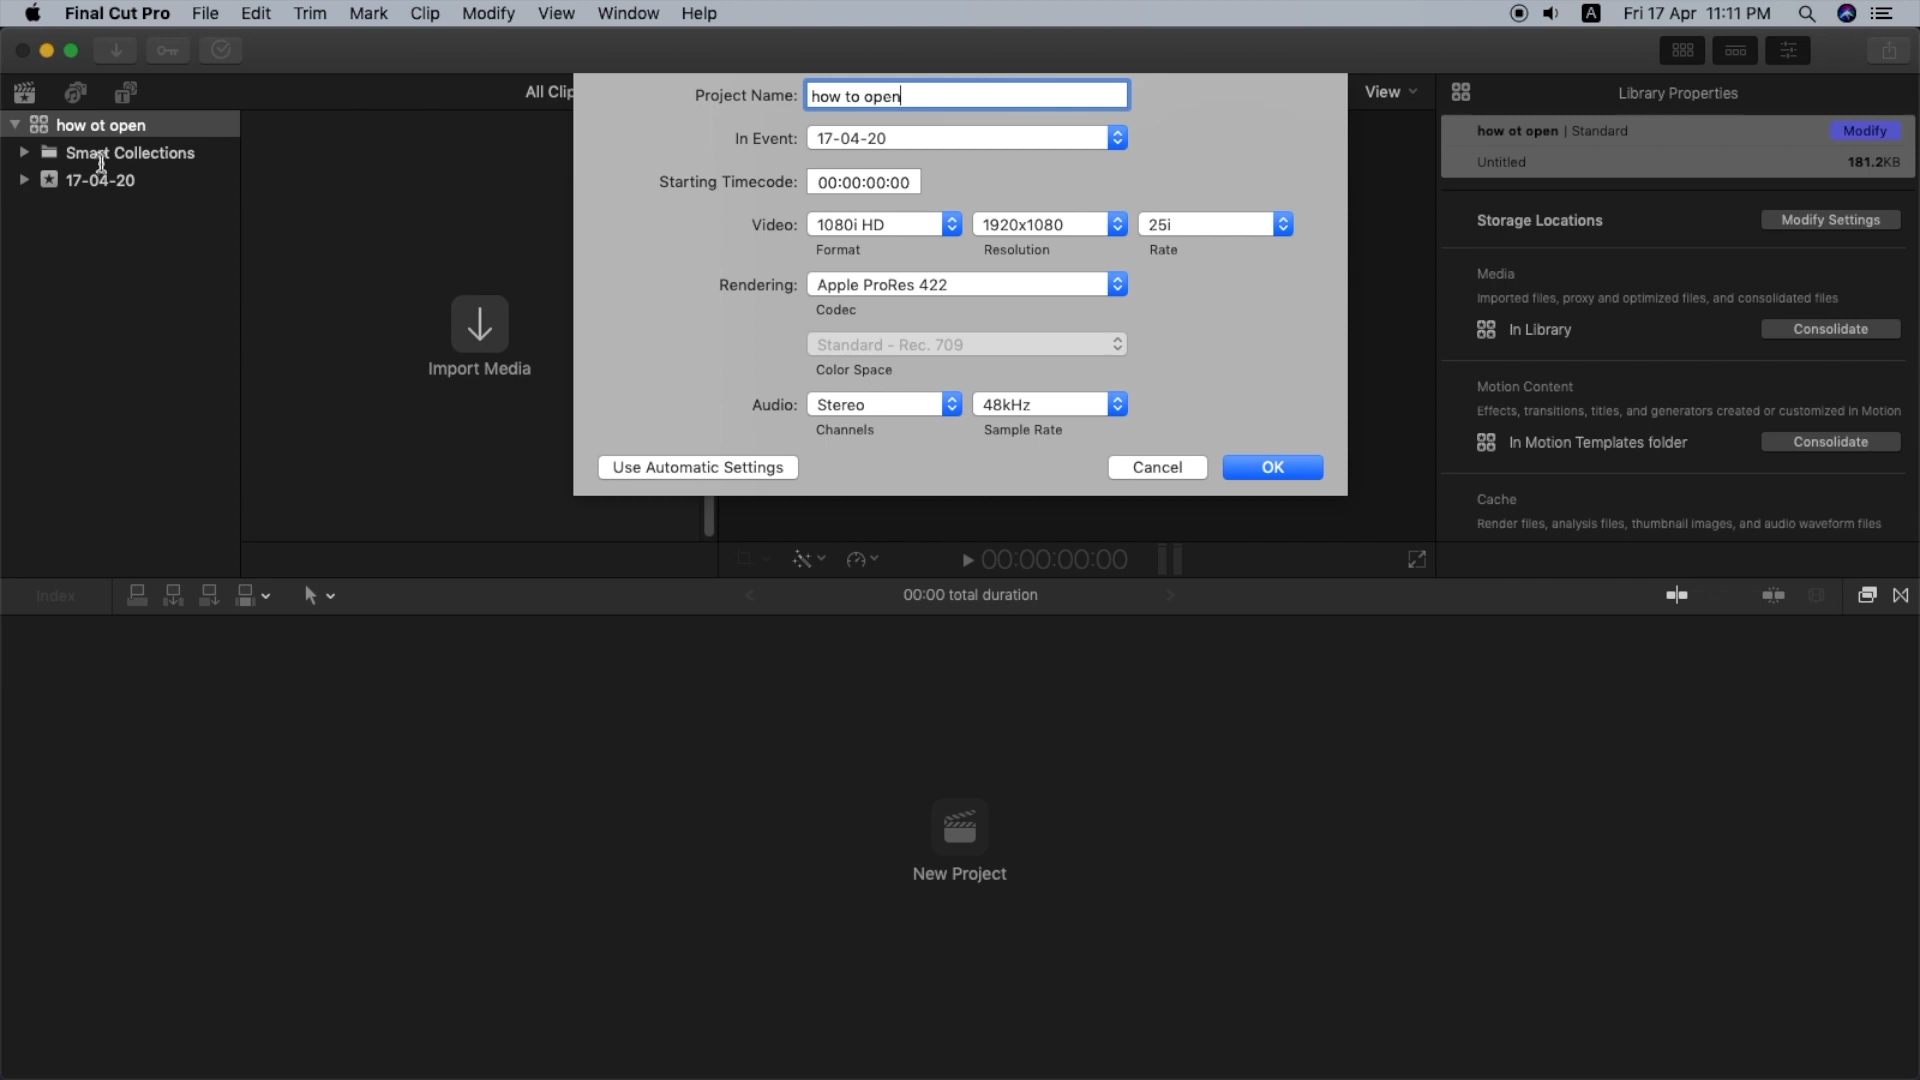 Final Cut Pro File Edit Trim Mark Clip Modify View Window Help A Fri 17 Apr 11:11 PM
All Clip
View
Library Properties
how ot open
Smart Collections
17-04-20
Import Media
Project Name: how to open
In Event: 17-04-20
Starting Timecode: 00:00:00:00
Video: 1080i HD 1920x1080 25i
Format Resolution Rate
Rendering: Apple ProRes 422
Codec
Standard - Rec. 709
Color Space
Audio: Stereo 48kHz
Channels Sample Rate
Use Automatic Settings Cancel OK
how ot open | Standard Modify
Untitled 181.2KB
Storage Locations Modify Settings
Media
Imported files, proxy and optimized files, and consolidated files
In Library Consolidate
Motion Content
Effects, transitions, titles, and generators created or customized in Motion
In Motion Templates folder Consolidate
Cache
Render files, analysis files, thumbnail images, and audio waveform files
00:00:00:00
Index 00:00 total duration
New Project